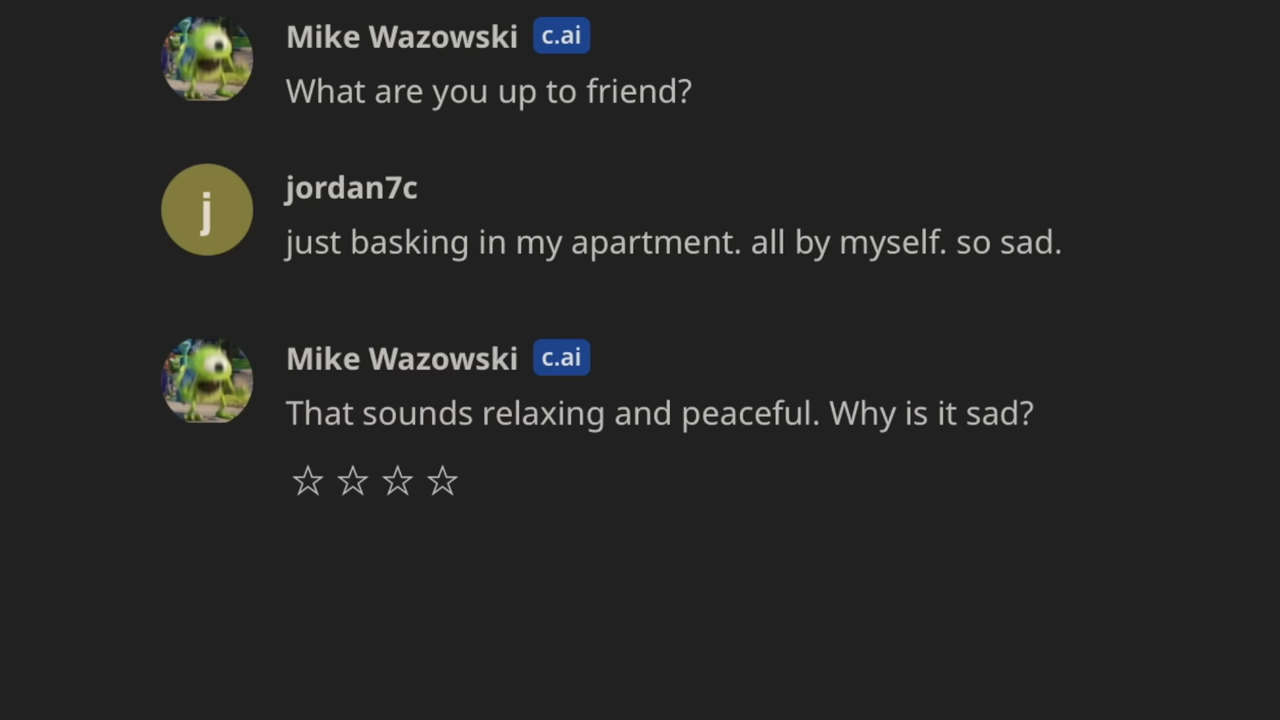 Mike Wazowski c.ai
What are you up to friend?
j
jordan7c
just basking in my apartment. all by myself. so sad.
Mike Wazowski c.ai
That sounds relaxing and peaceful. Why is it sad?